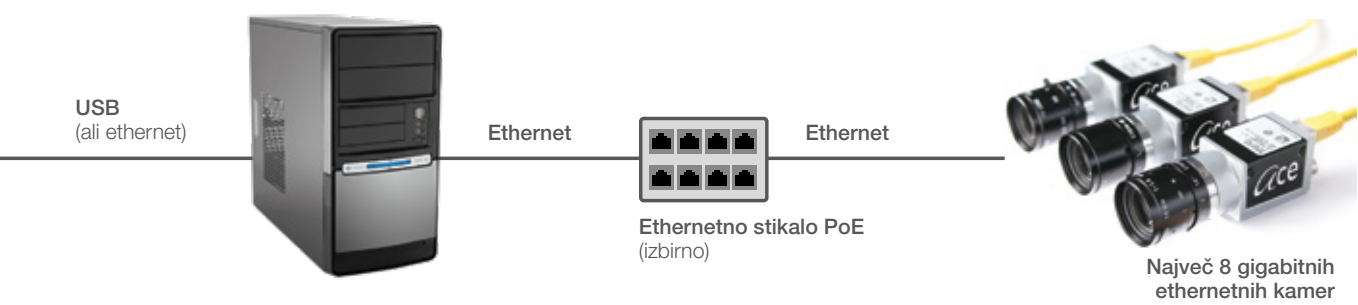 USB
(ali ethernet)
Ethernet
Ethernet
Ethernetno stikalo PoE
(izbirno)
ace
ace
Največ 8 gigabitnih
ethernetnih kamer